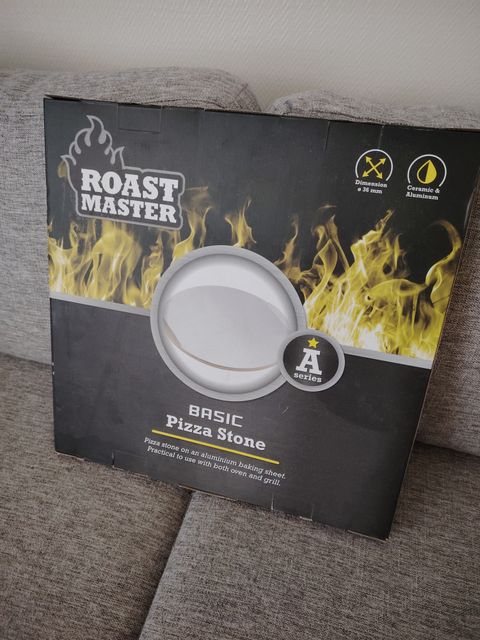 ROAST
MASTER
Dimension
ø 36 mm
Ceramic &
Aluminum
A
series
BASIC
Pizza Stone
Pizza stone on an aluminium baking sheet.
Practical to use with both oven and grill.